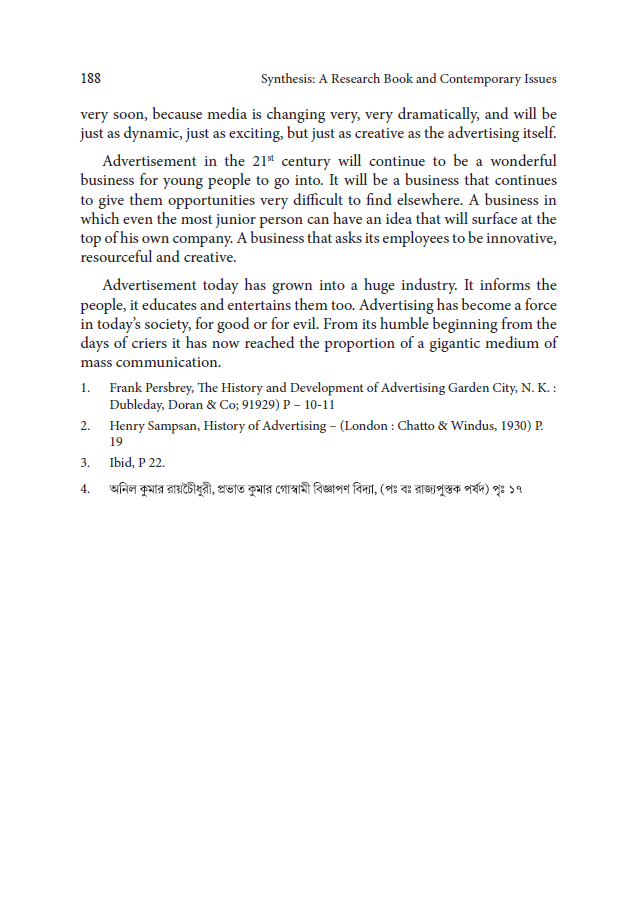 188 Synthesis: A Research Book and Contemporary Issues
very soon, because media is changing very, very dramatically, and will be
just as dynamic, just as exciting, but just as creative as the advertising itself.
Advertisement in the 21st century will continue to be a wonderful
business for young people to go into. It will be a business that continues
to give them opportunities very difficult to find elsewhere. A business in
which even the most junior person can have an idea that will surface at the
top of his own company. A business that asks its employees to be innovative,
resourceful and creative.
Advertisement today has grown into a huge industry. It informs the
people, it educates and entertains them too. Advertising has become a force
in today's society, for good or for evil. From its humble beginning from the
days of criers it has now reached the proportion of a gigantic medium of
mass communication.
1. Frank Persbrey, The History and Development of Advertising Garden City, N. K. :
Dubleday, Doran & Co; 91929) P – 10-11
2. Henry Sampsan, History of Advertising – (London : Chatto & Windus, 1930) P.
19
3. Ibid, P 22.
4. অনিল কুমার রায়চৌধুরী, প্রভাত কুমার গোস্বামী বিজ্ঞাপণ বিদ্যা, (পঃ বঃ রাজ্যপুস্তক পর্ষদ) পৃঃ ১৭